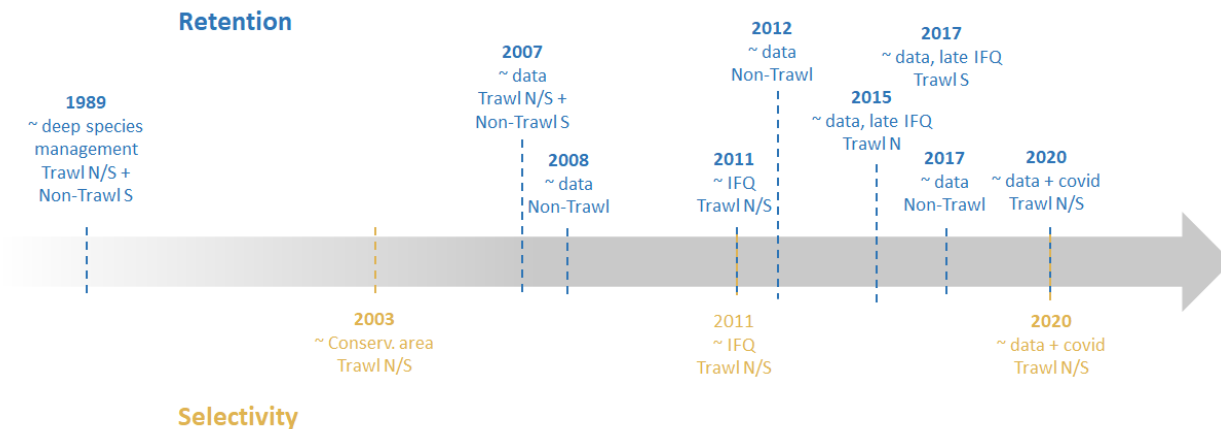 Retention
1989
~ deep species
management
Trawl N/S +
Non-Trawl S
2007
~ data
Trawl N/S +
Non-Trawl S
2008
~ data
Non-Trawl
2011
~ IFQ
Trawl N/S
2012
~ data
Non-Trawl
2015
~ data, late IFQ
Trawl N
2017
~ data, late IFQ
Trawl S
2017
~ data
Non-Trawl
2020
~ data + covid
Trawl N/S
2003
~ Conserv. area
Trawl N/S
2011
~ IFQ
Trawl N/S
2020
~ data + covid
Trawl N/S
Selectivity